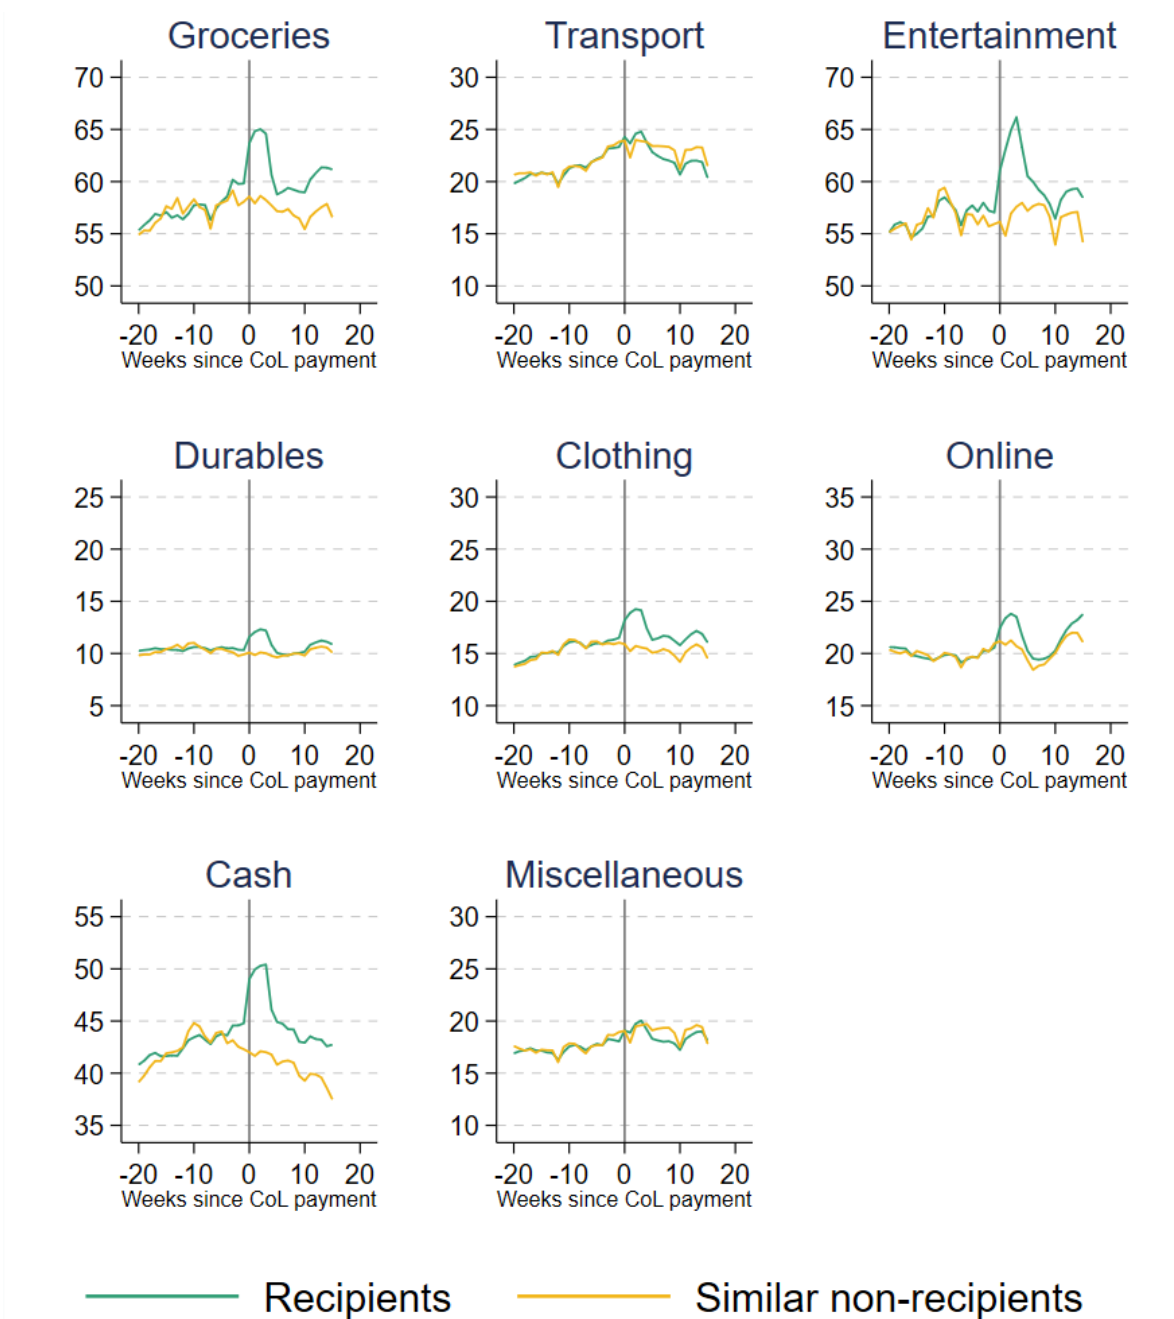 Groceries Transport Entertainment
70 30 70
65 25 65
60 20 60
55 15 55
50 10 50
-20 -10 0 10 20 -20 -10 0 10 20 -20 -10 0 10 20
Weeks since CoL payment Weeks since CoL payment Weeks since CoL payment
Durables Clothing Online
25 30 35
20 25 30
15 20 25
10 15 20
5 10 15
-20 -10 0 10 20 -20 -10 0 10 20 -20 -10 0 10 20
Weeks since CoL payment Weeks since CoL payment Weeks since CoL payment
Cash Miscellaneous
55 30
50 25
45 20
40 15
35 10
-20 -10 0 10 20 -20 -10 0 10 20
Weeks since CoL payment Weeks since CoL payment
Recipients Similar non-recipients